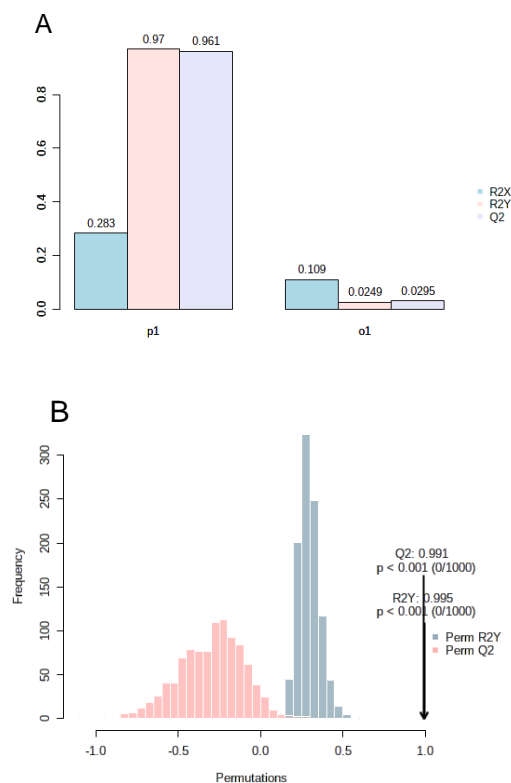 A
0.97
0.961
0.283
0.109
0.0249
0.0295
0.0
0.2
0.4
0.6
0.8
p1
o1
R2X
R2Y
Q2
B
Frequency
0
50
100
150
200
250
300
Q2: 0.991
p < 0.001 (0/1000)
R2Y: 0.995
p < 0.001 (0/1000)
Perm R2Y
Perm Q2
-1.0
-0.5
0.0
0.5
1.0
Permutations